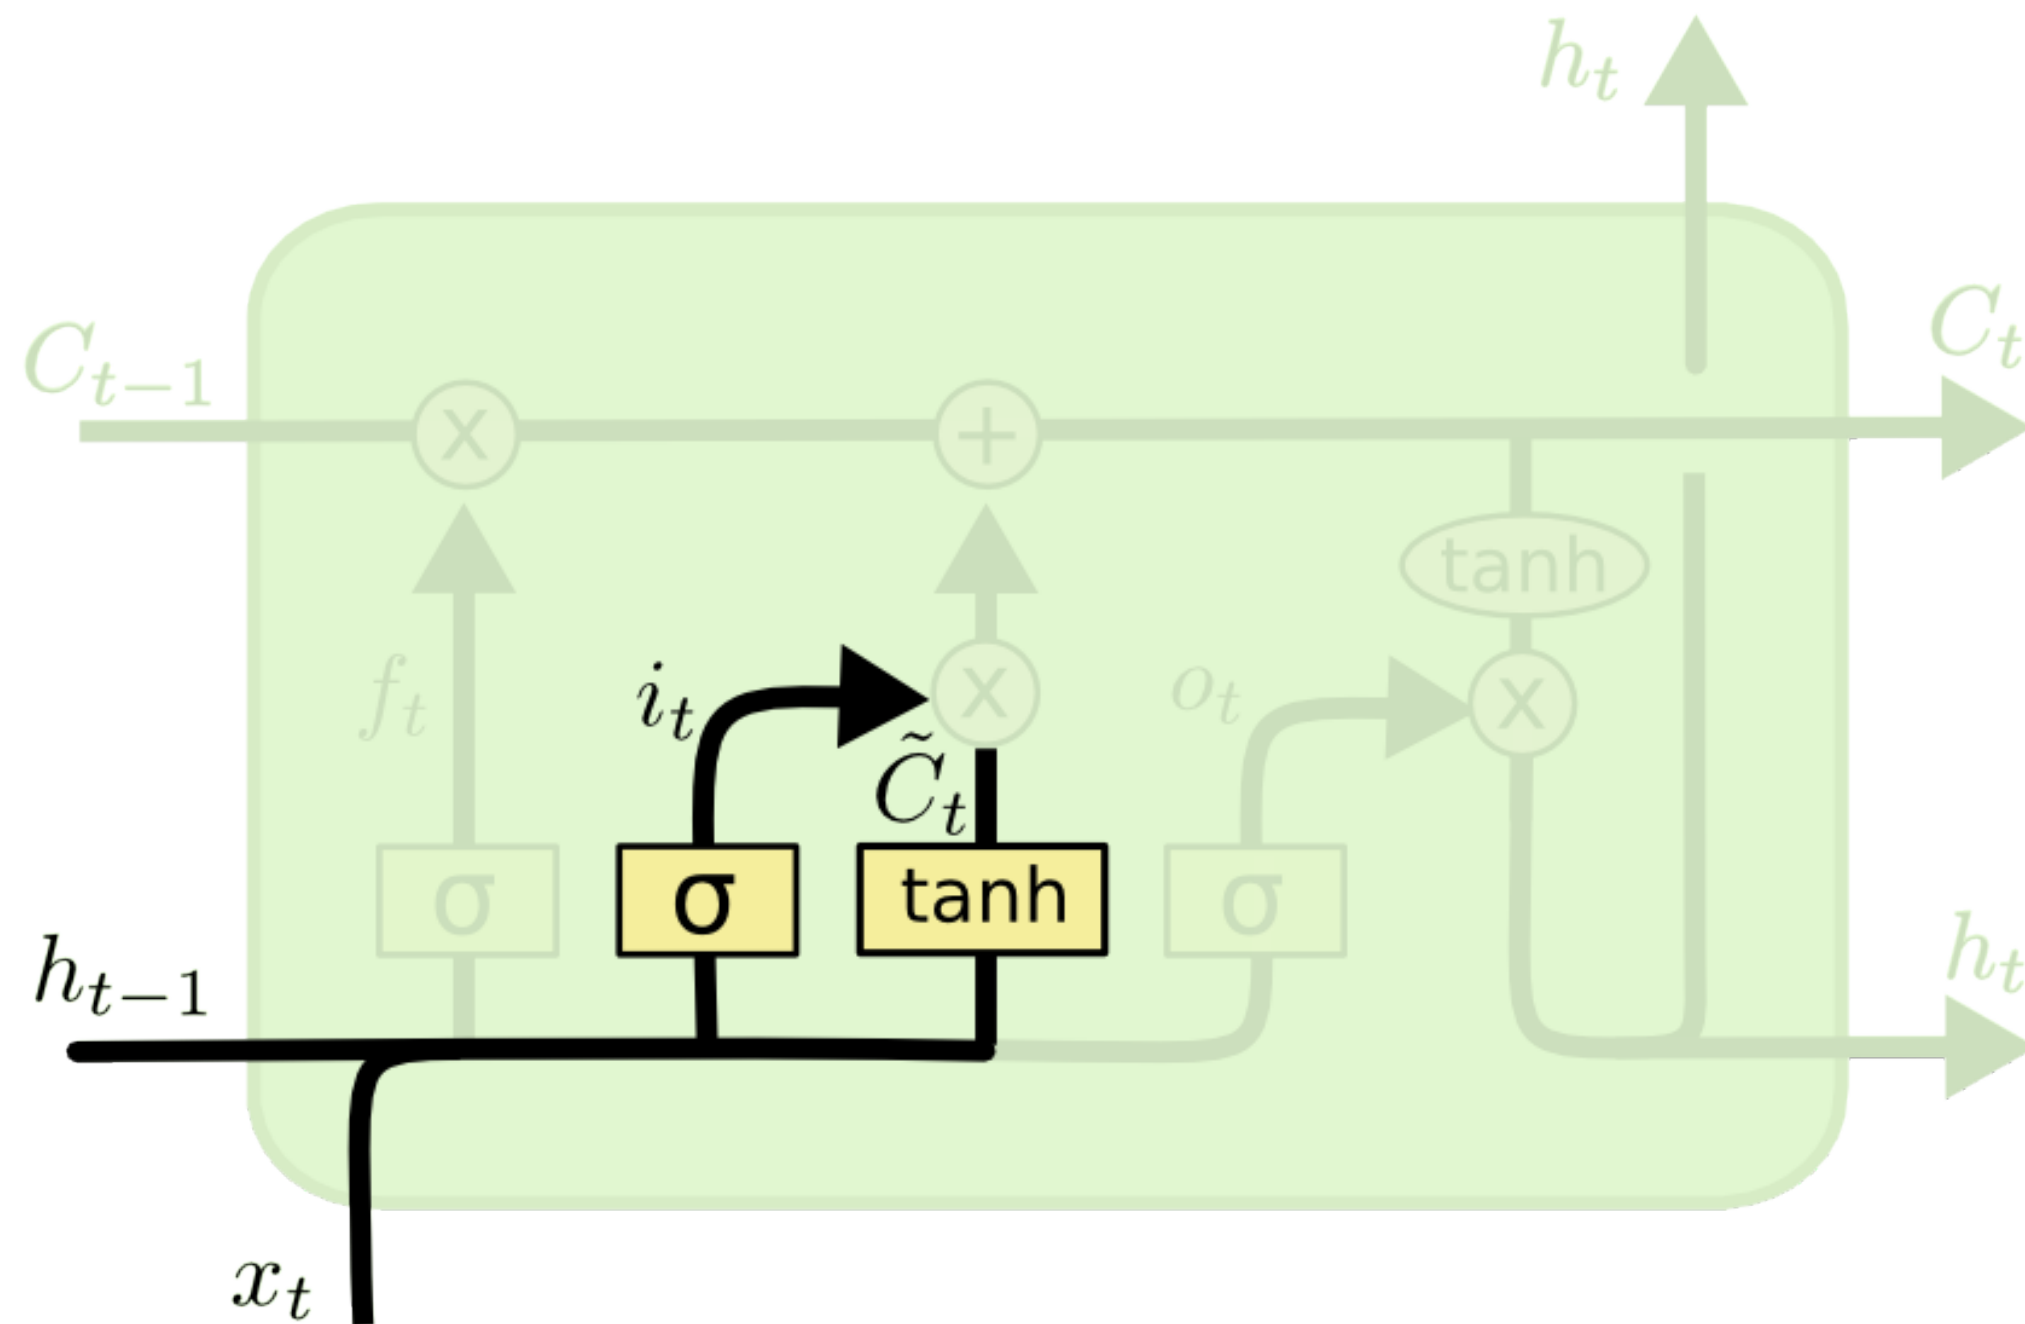 h_t
C_{t-1}
C_t
x
+
tanh
f_t
i_t
x
o_t
x
C̃_t
σ
σ
tanh
σ
h_{t-1}
h_t
x_t